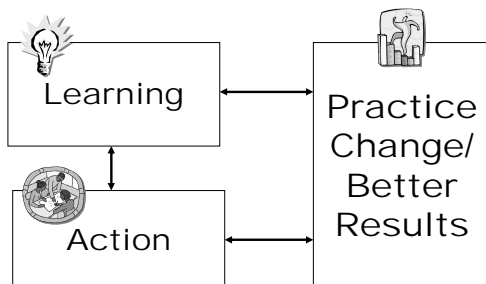 Learning
Action
Practice
Change/
Better
Results